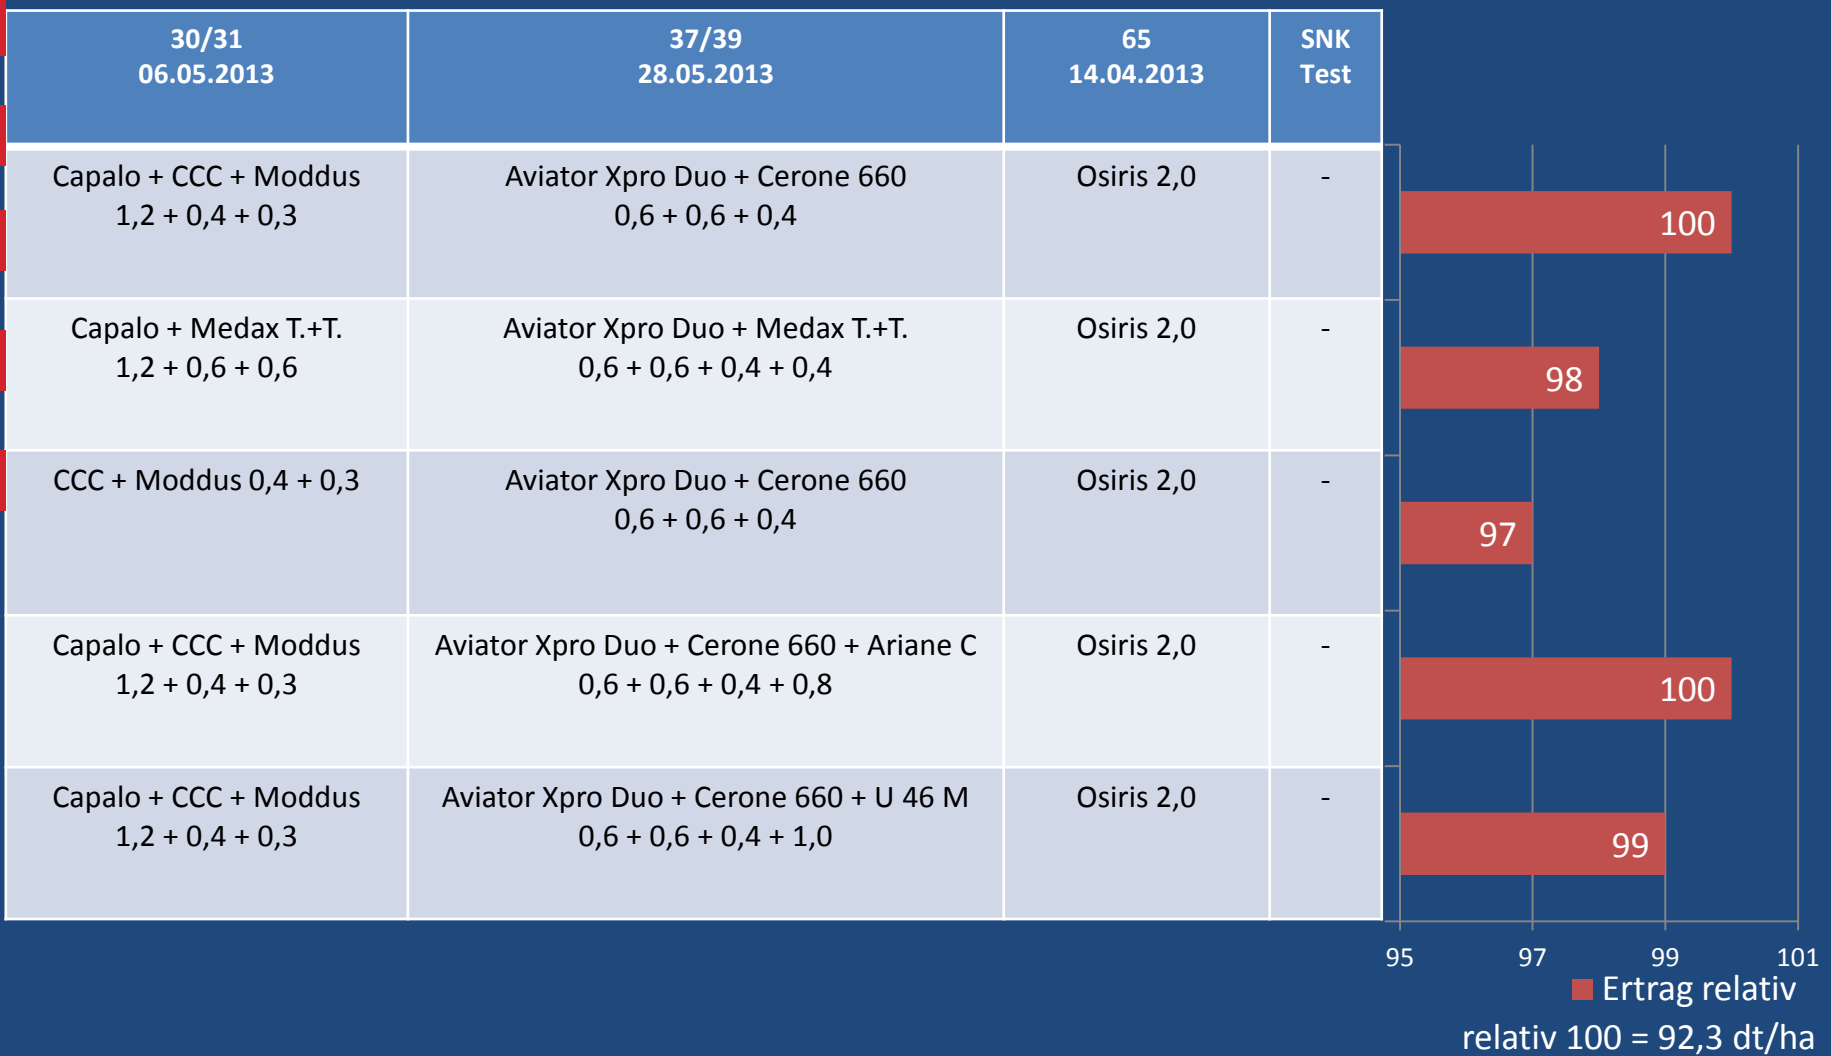 30/31
06.05.2013
37/39
28.05.2013
65
14.04.2013
SNK
Test
Capalo + CCC + Moddus
1,2 + 0,4 + 0,3
Aviator Xpro Duo + Cerone 660
0,6 + 0,6 + 0,4
Osiris 2,0
-
100
Capalo + Medax T.+T.
1,2 + 0,6 + 0,6
Aviator Xpro Duo + Medax T.+T.
0,6 + 0,6 + 0,4 + 0,4
Osiris 2,0
-
98
CCC + Moddus 0,4 + 0,3
Aviator Xpro Duo + Cerone 660
0,6 + 0,6 + 0,4
Osiris 2,0
-
97
Capalo + CCC + Moddus
1,2 + 0,4 + 0,3
Aviator Xpro Duo + Cerone 660 + Ariane C
0,6 + 0,6 + 0,4 + 0,8
Osiris 2,0
-
100
Capalo + CCC + Moddus
1,2 + 0,4 + 0,3
Aviator Xpro Duo + Cerone 660 + U 46 M
0,6 + 0,6 + 0,4 + 1,0
Osiris 2,0
-
99
95 97 99 101
Ertrag relativ
relativ 100 = 92,3 dt/ha